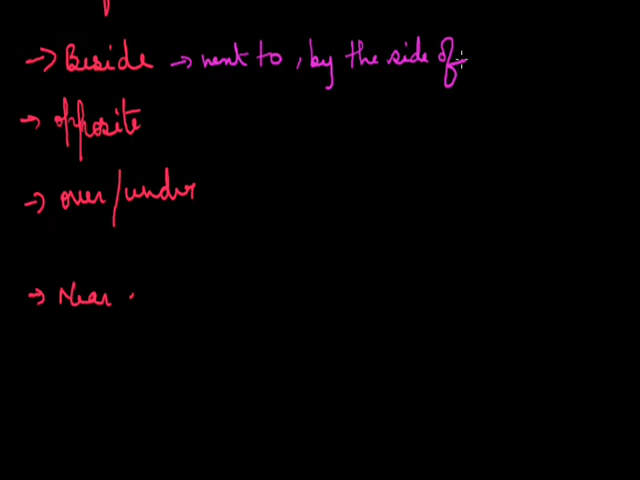 → Beside → next to, by the side of
→ opposite
→ over/under
→ Near .